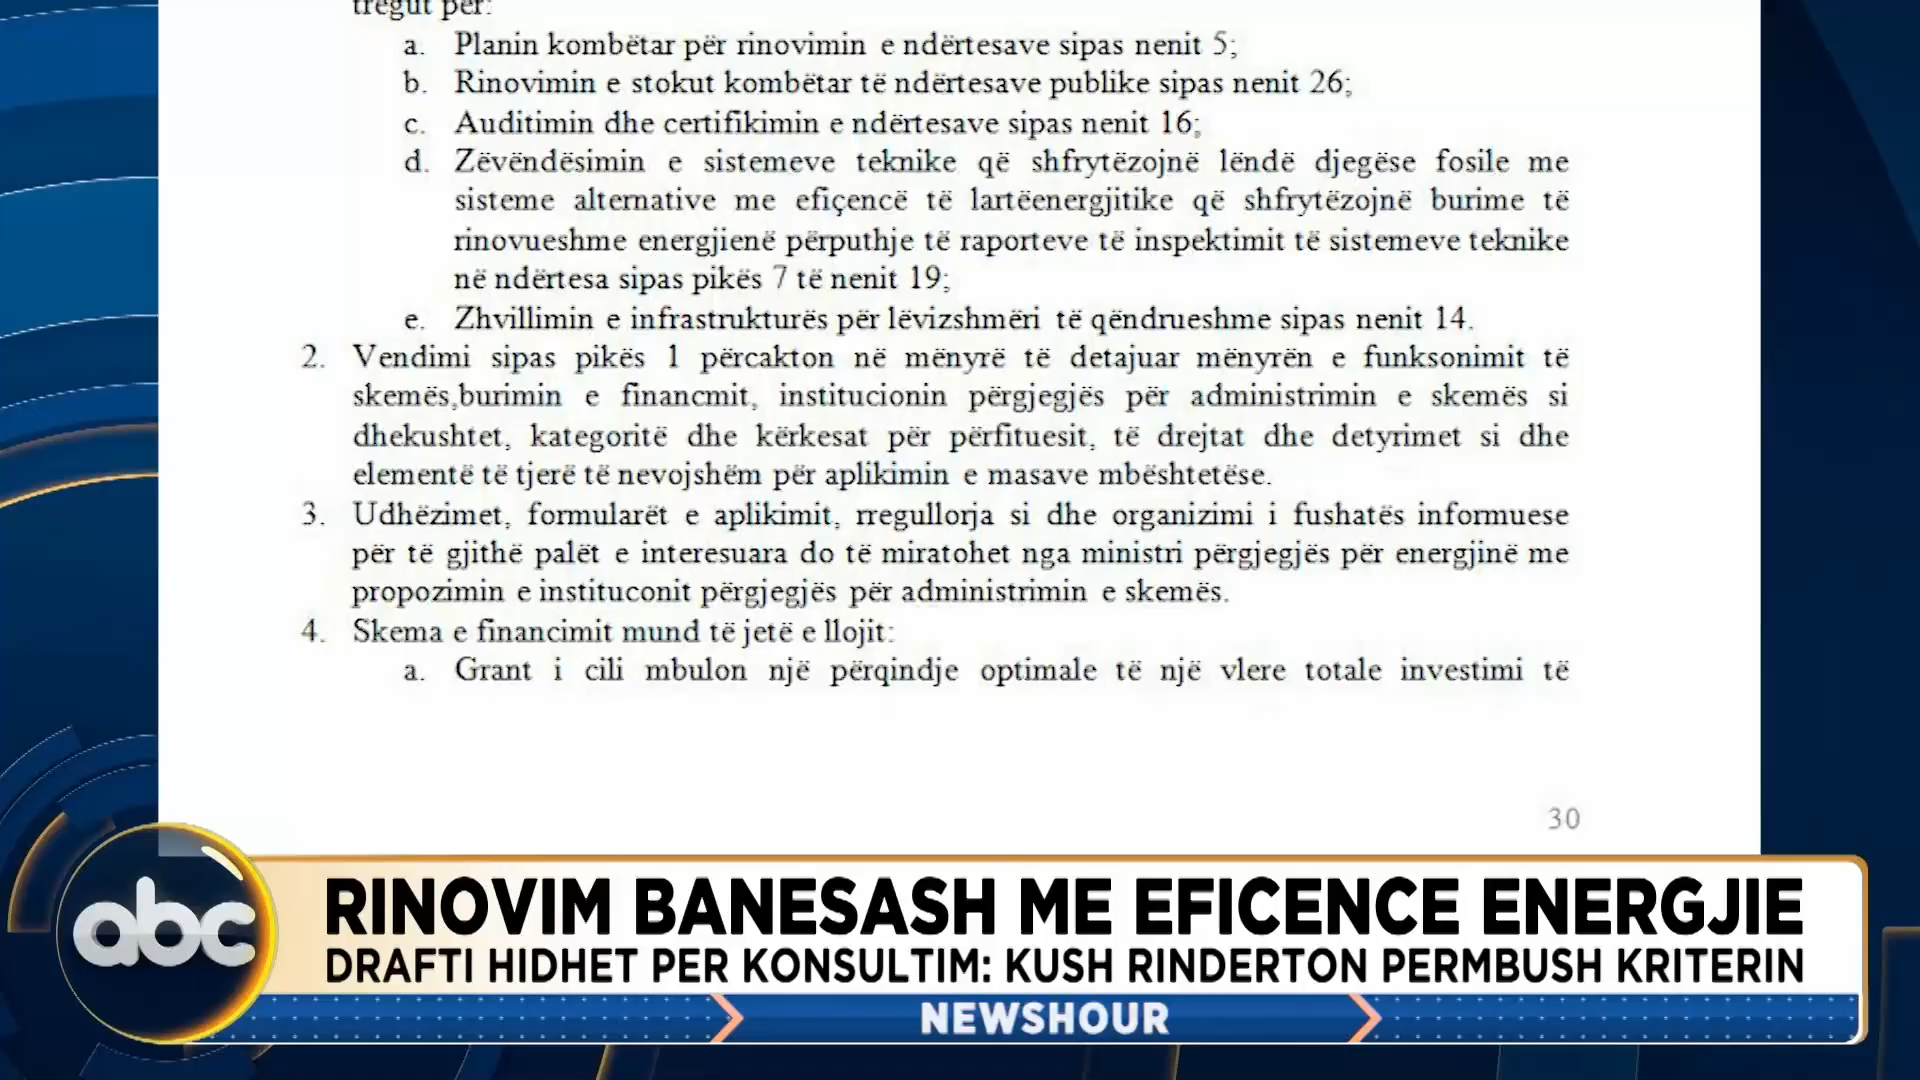 tregut për:
a. Planin kombëtar për rinovimin e ndërtesave sipas nenit 5;
b. Rinovimin e stokut kombëtar të ndërtesave publike sipas nenit 26;
c. Auditimin dhe certifikimin e ndërtesave sipas nenit 16;
d. Zëvëndësimin e sistemeve teknike që shfrytëzojnë lëndë djegëse fosile me
sisteme alternative me efiçencë të lartëenergjitike që shfrytëzojnë burime të
rinovueshme energjienë përputhje të raporteve të inspektimit të sistemeve teknike
në ndërtesa sipas pikës 7 të nenit 19;
e. Zhvillimin e infrastrukturës për lëvizshmëri të qëndrueshme sipas nenit 14.
2. Vendimi sipas pikës 1 përcakton në mënyrë të detajuar mënyrën e funksonimit të
skemës,burimin e financmit, institucionin përgjegjës për administrimin e skemës si
dhekushtet, kategoritë dhe kërkesat për përfituesit, të drejtat dhe detyrimet si dhe
elementë të tjerë të nevojshëm për aplikimin e masave mbështetëse.
3. Udhëzimet, formularët e aplikimit, rregullorja si dhe organizimi i fushatës informuese
për të gjithë palët e interesuara do të miratohet nga ministri përgjegjës për energjinë me
propozimin e instituconit përgjegjës për administrimin e skemës.
4. Skema e financimit mund të jetë e llojit:
a. Grant i cili mbulon një përqindje optimale të një vlere totale investimi të
30
abc
RINOVIM BANESASH ME EFICENCE ENERGJIE
DRAFTI HIDHET PER KONSULTIM: KUSH RINDERTON PERMBUSH KRITERIN
NEWSHOUR